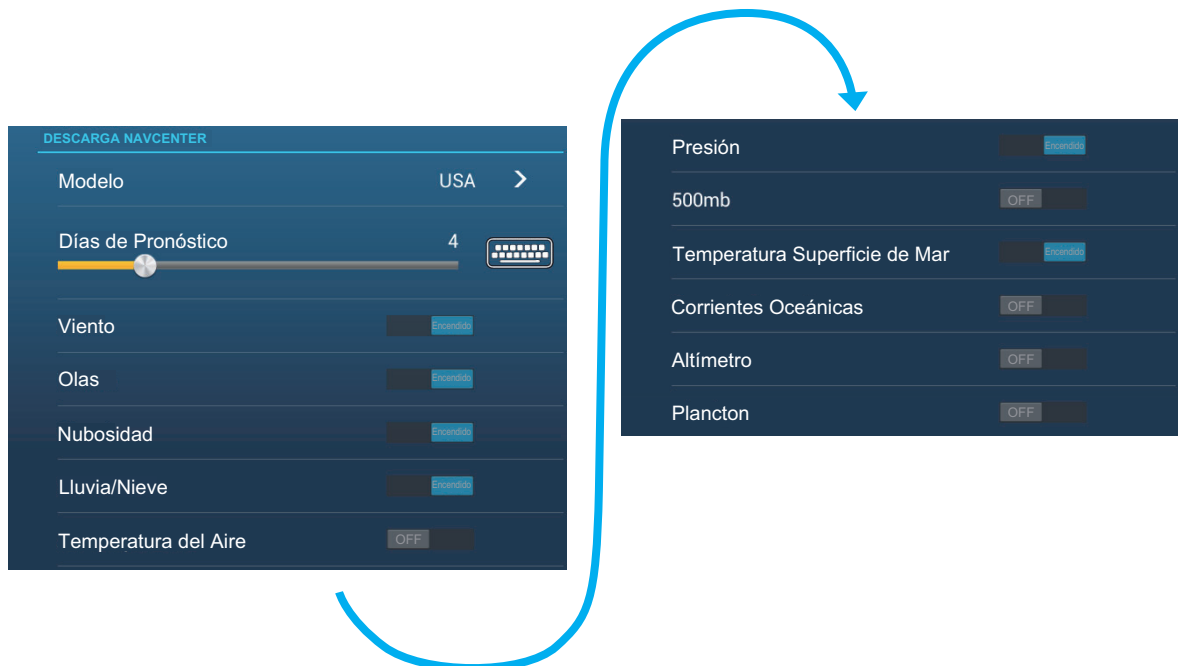 DESCARGA NAVCENTER
Modelo USA
Días de Pronóstico 4
Viento Encendido
Olas Encendido
Nubosidad Encendido
Lluvia/Nieve Encendido
Temperatura del Aire OFF
Presión Encendido
500mb OFF
Temperatura Superficie de Mar Encendido
Corrientes Oceánicas OFF
Altímetro OFF
Plancton OFF